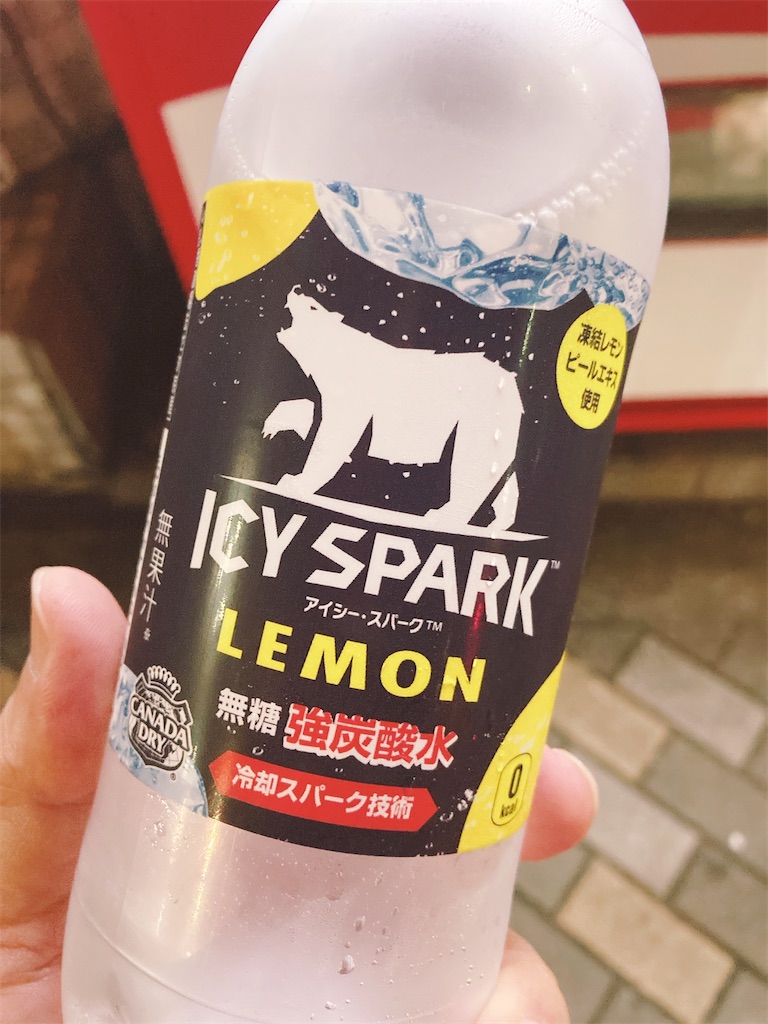 凍結レモン
ピールエキス
使用
ICY SPARK™
アイシー・スパーク™
LEMON
無果汁
無糖 強炭酸水
冷却スパーク技術
CANADA
DRY®
0
kcal